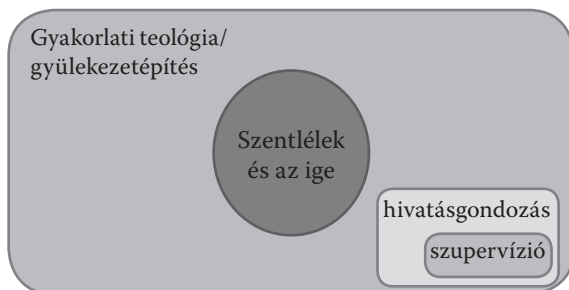 Gyakorlati teológia/
gyülekezetépítés
Szentlélek
és az ige
hivatásgondozás
szupervízió